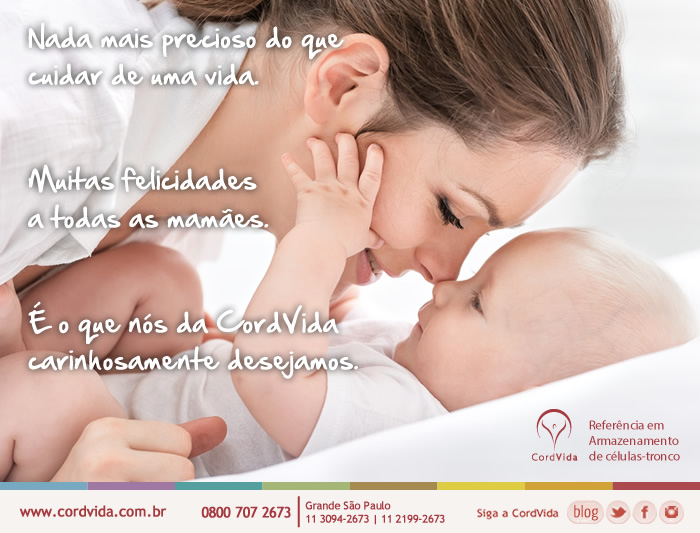 Nada mais precioso do que
cuidar de uma vida.
Muitas felicidades
a todas as mamães.
É o que nós da CordVida
carinhosamente desejamos.
CordVida
Referência em
Armazenamento
de células-tronco
www.cordvida.com.br
0800 707 2673
Grande São Paulo
11 3094-2673 | 11 2199-2673
Siga a CordVida
blog